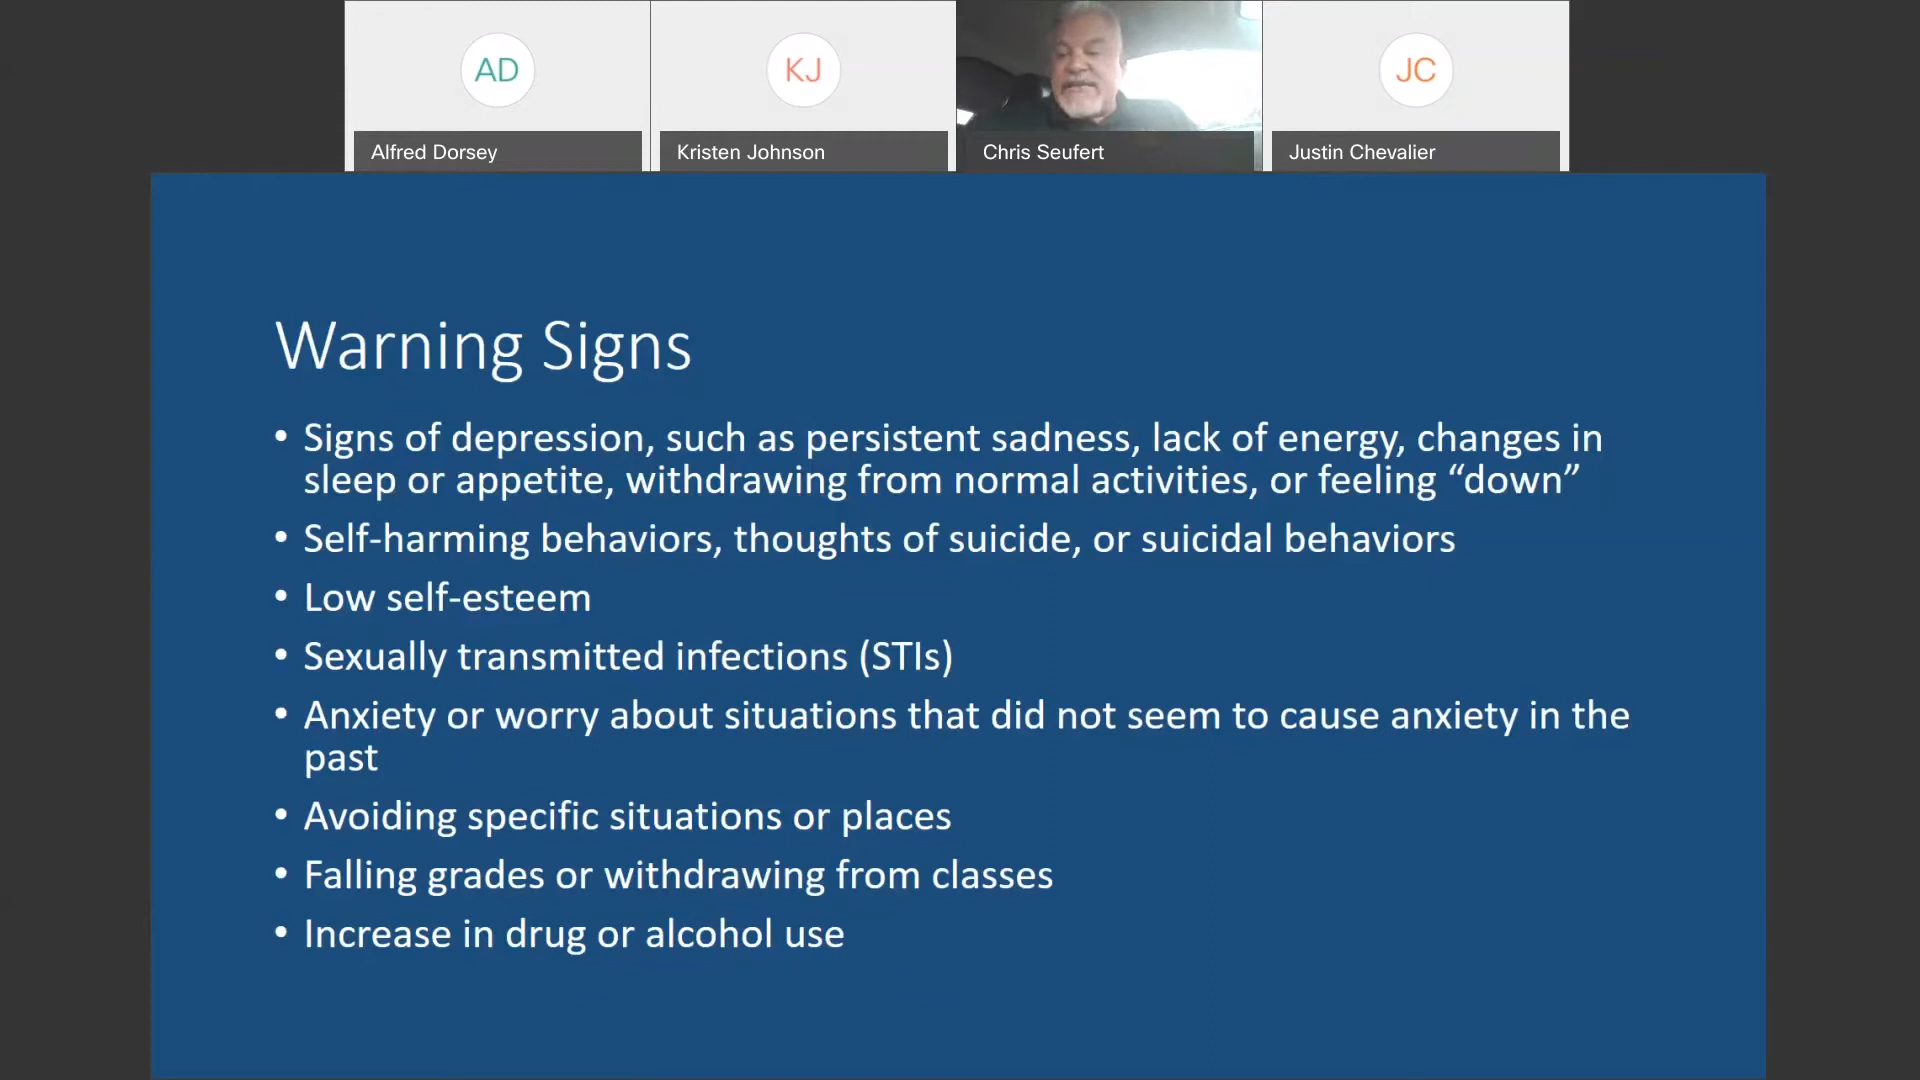 AD
KJ
JC
Alfred Dorsey
Kristen Johnson
Chris Seufert
Justin Chevalier
Warning Signs
• Signs of depression, such as persistent sadness, lack of energy, changes in
sleep or appetite, withdrawing from normal activities, or feeling “down”
• Self-harming behaviors, thoughts of suicide, or suicidal behaviors
• Low self-esteem
• Sexually transmitted infections (STIs)
• Anxiety or worry about situations that did not seem to cause anxiety in the
past
• Avoiding specific situations or places
• Falling grades or withdrawing from classes
• Increase in drug or alcohol use